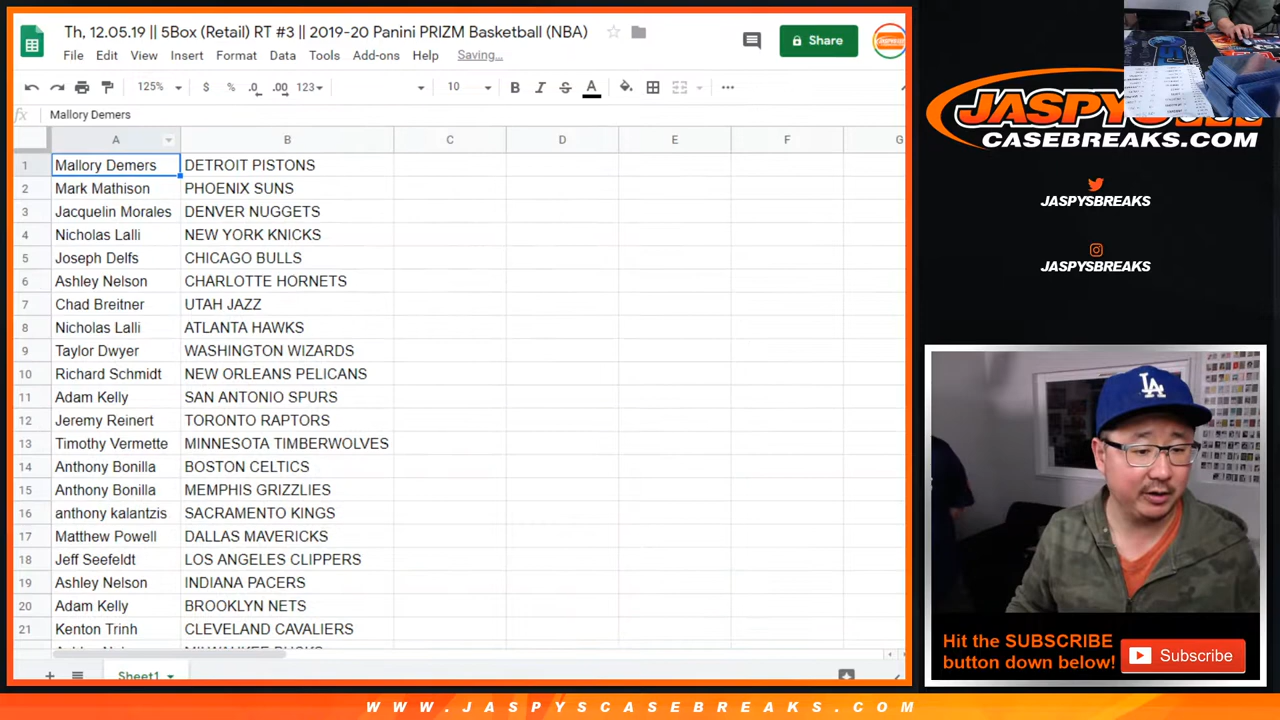 Th, 12.05.19 || 5Box (Retail) RT #3 || 2019-20 Panini PRIZM Basketball (NBA)
File Edit View Insert Format Data Tools Add-ons Help Saving...
Share
125% $ % .0 .00 123 10 B I S A
fx Mallory Demers
A B C D E F G
1 Mallory Demers DETROIT PISTONS
2 Mark Mathison PHOENIX SUNS
3 Jacquelin Morales DENVER NUGGETS
4 Nicholas Lalli NEW YORK KNICKS
5 Joseph Delfs CHICAGO BULLS
6 Ashley Nelson CHARLOTTE HORNETS
7 Chad Breitner UTAH JAZZ
8 Nicholas Lalli ATLANTA HAWKS
9 Taylor Dwyer WASHINGTON WIZARDS
10 Richard Schmidt NEW ORLEANS PELICANS
11 Adam Kelly SAN ANTONIO SPURS
12 Jeremy Reinert TORONTO RAPTORS
13 Timothy Vermette MINNESOTA TIMBERWOLVES
14 Anthony Bonilla BOSTON CELTICS
15 Anthony Bonilla MEMPHIS GRIZZLIES
16 anthony kalantzis SACRAMENTO KINGS
17 Matthew Powell DALLAS MAVERICKS
18 Jeff Seefeldt LOS ANGELES CLIPPERS
19 Ashley Nelson INDIANA PACERS
20 Adam Kelly BROOKLYN NETS
21 Kenton Trinh CLEVELAND CAVALIERS
Sheet1
CASEBREAKS.COM
JASPYSBREAKS
JASPYSBREAKS
LA
Hit the SUBSCRIBE
button down below!
Subscribe
WWW.JASPYSCASEBREAKS.COM